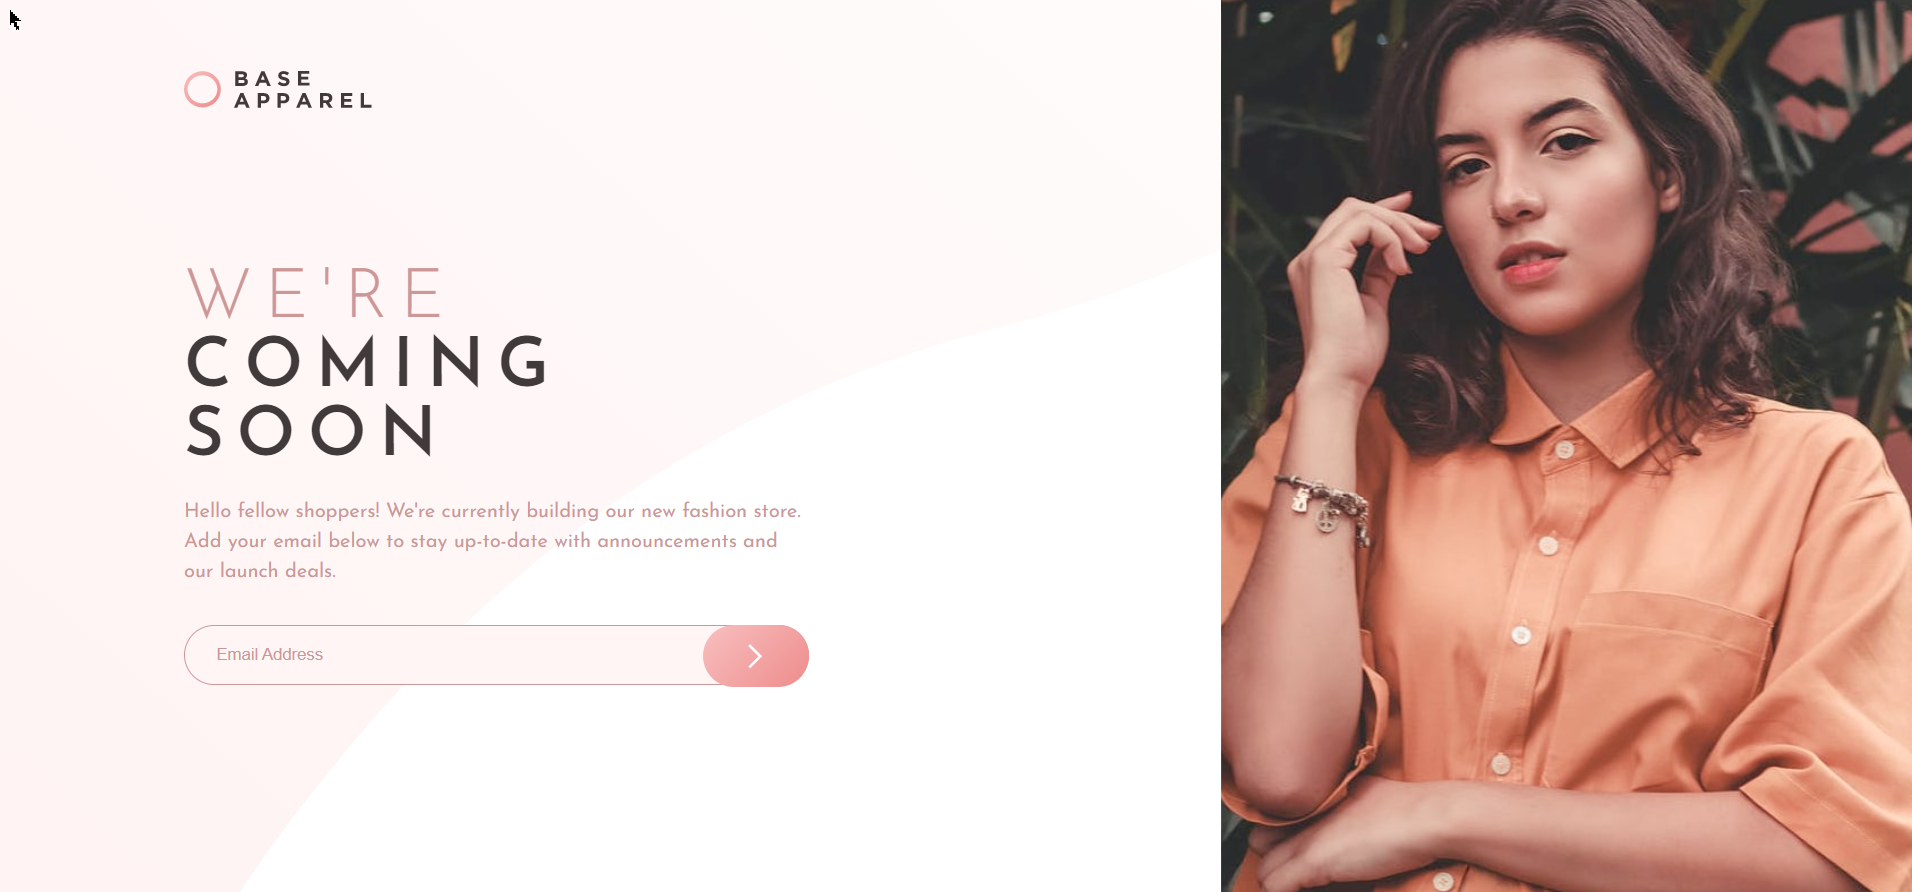 BASE
APPAREL
WE'RE
COMING
SOON
Hello fellow shoppers! We're currently building our new fashion store.
Add your email below to stay up-to-date with announcements and
our launch deals.
Email Address